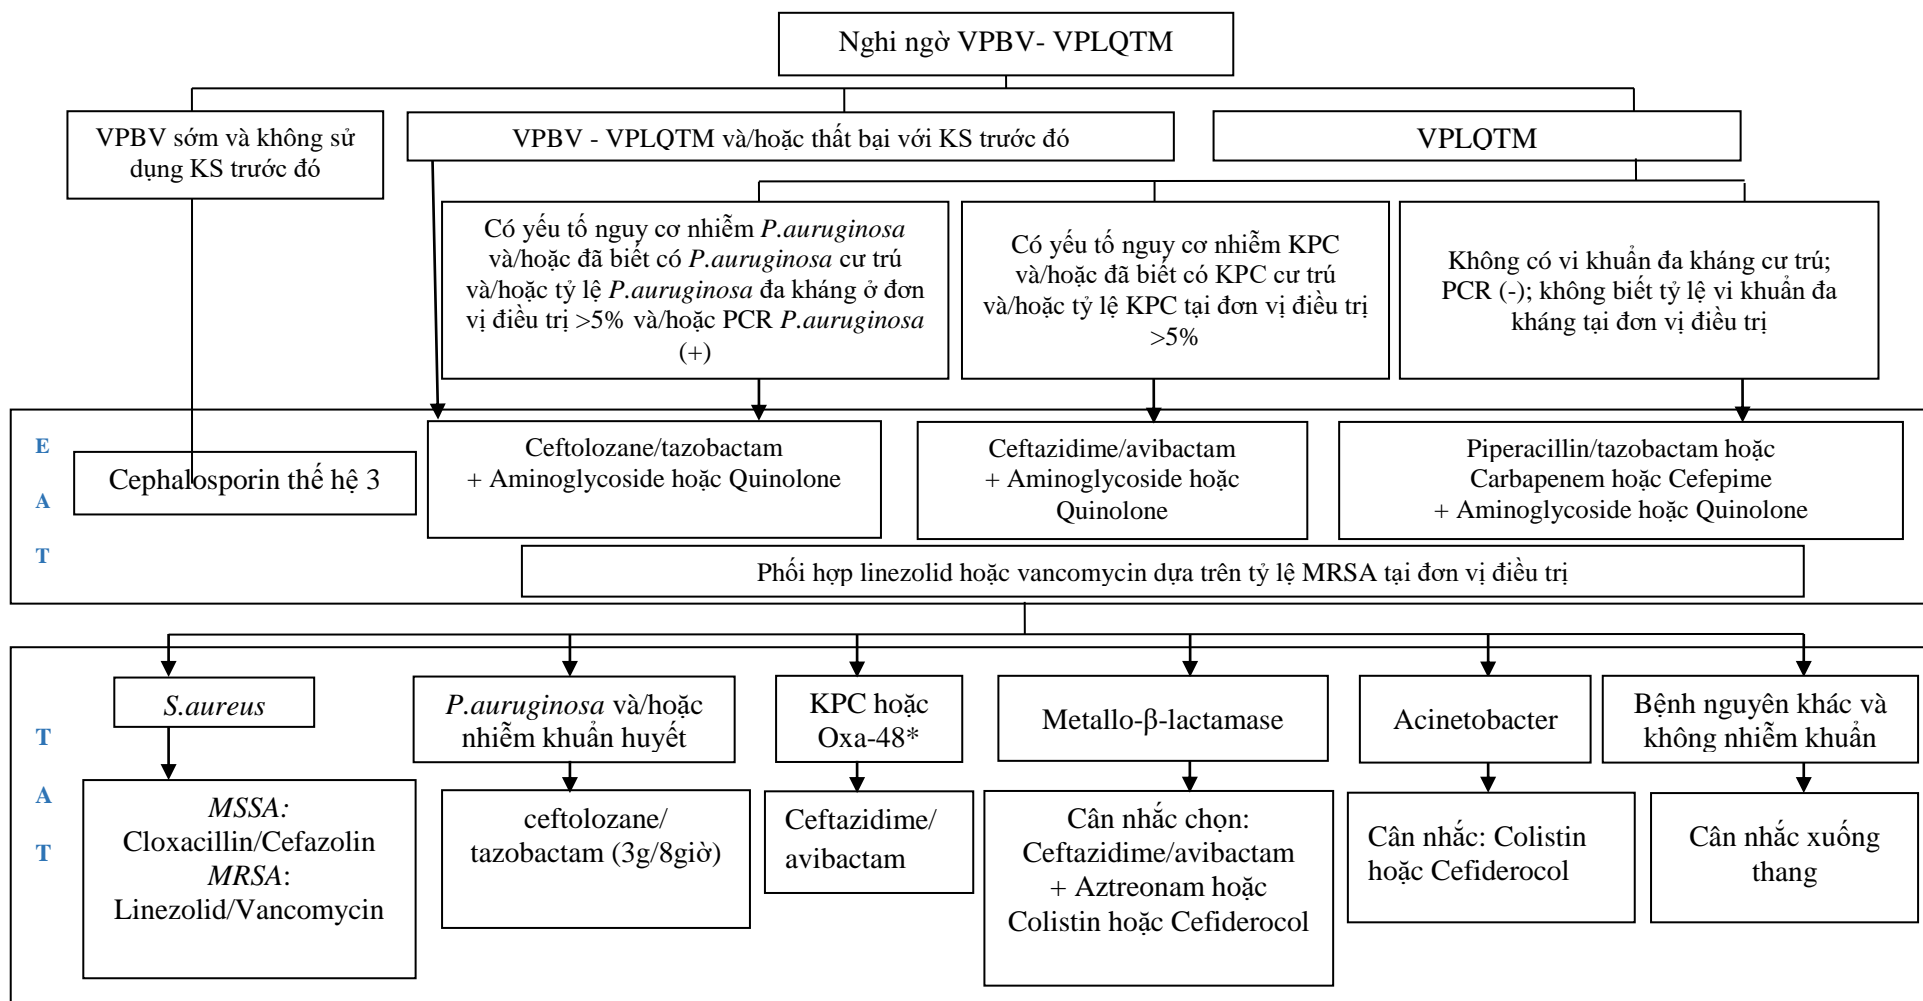 Nghi ngờ VPBV- VPLQTM
VPBV sớm và không sử
dụng KS trước đó
VPBV - VPLQTM và/hoặc thất bại với KS trước đó
VPLQTM
Có yếu tố nguy cơ nhiễm P.auruginosa
và/hoặc đã biết có P.auruginosa cư trú
và/hoặc tỷ lệ P.auruginosa đa kháng ở đơn
vị điều trị >5% và/hoặc PCR P.auruginosa
(+)
Có yếu tố nguy cơ nhiễm KPC
và/hoặc đã biết có KPC cư trú
và/hoặc tỷ lệ KPC tại đơn vị điều trị
>5%
Không có vi khuẩn đa kháng cư trú;
PCR (-); không biết tỷ lệ vi khuẩn đa
kháng tại đơn vị điều trị
E
A
T
Cephalosporin thế hệ 3
Ceftolozane/tazobactam
+ Aminoglycoside hoặc Quinolone
Ceftazidime/avibactam
+ Aminoglycoside hoặc
Quinolone
Piperacillin/tazobactam hoặc
Carbapenem hoặc Cefepime
+ Aminoglycoside hoặc Quinolone
Phối hợp linezolid hoặc vancomycin dựa trên tỷ lệ MRSA tại đơn vị điều trị
T
A
T
S.aureus
P.auruginosa và/hoặc
nhiễm khuẩn huyết
KPC hoặc
Oxa-48*
Metallo-β-lactamase
Acinetobacter
Bệnh nguyên khác và
không nhiễm khuẩn
MSSA:
Cloxacillin/Cefazolin
MRSA:
Linezolid/Vancomycin
ceftolozane/
tazobactam (3g/8giờ)
Ceftazidime/
avibactam
Cân nhắc chọn:
Ceftazidime/avibactam
+ Aztreonam hoặc
Colistin hoặc Cefiderocol
Cân nhắc: Colistin
hoặc Cefiderocol
Cân nhắc xuống
thang